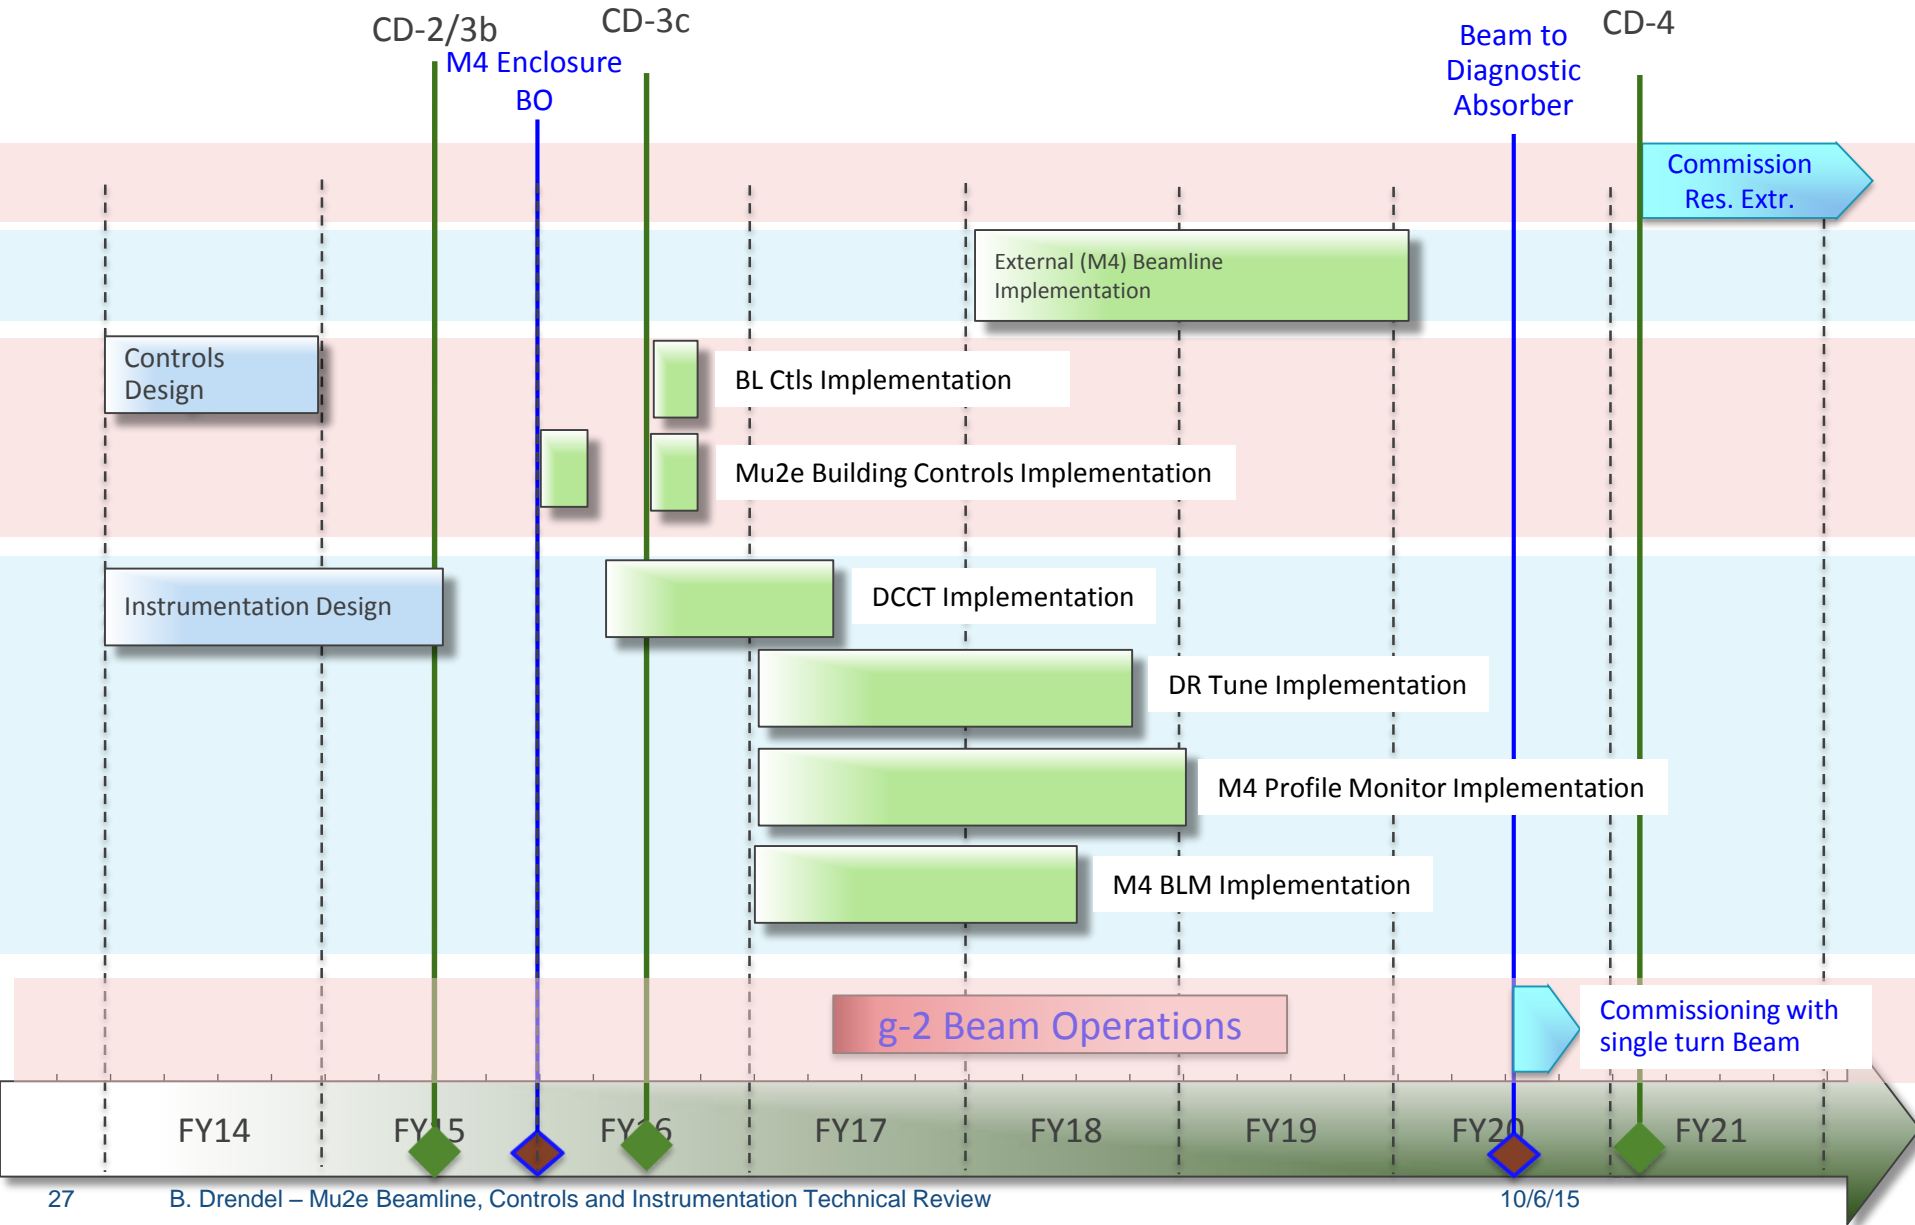 CD-2/3b
CD-3c
CD-4
M4 Enclosure
BO
Beam to
Diagnostic
Absorber
Commission
Res. Extr.
External (M4) Beamline
Implementation
Controls
Design
BL Ctls Implementation
Mu2e Building Controls Implementation
Instrumentation Design
DCCT Implementation
DR Tune Implementation
M4 Profile Monitor Implementation
M4 BLM Implementation
g-2 Beam Operations
Commissioning with
single turn Beam
FY14 FY15 FY16 FY17 FY18 FY19 FY20 FY21
27 B. Drendel – Mu2e Beamline, Controls and Instrumentation Technical Review 10/6/15